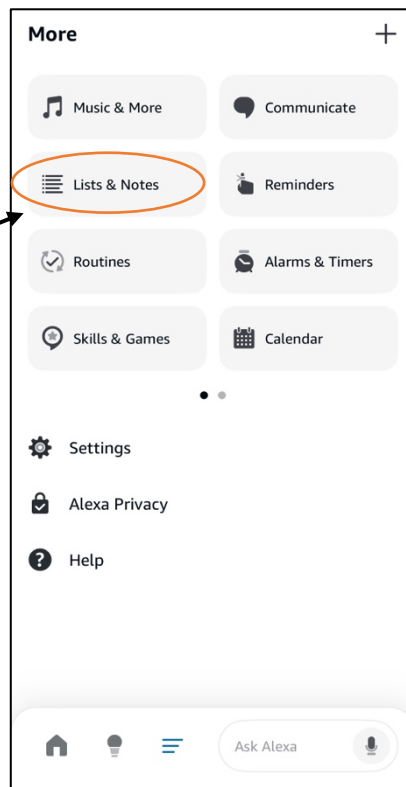 More
Music & More
Communicate
Lists & Notes
Reminders
Routines
Alarms & Timers
Skills & Games
Calendar
Settings
Alexa Privacy
Help
Ask Alexa